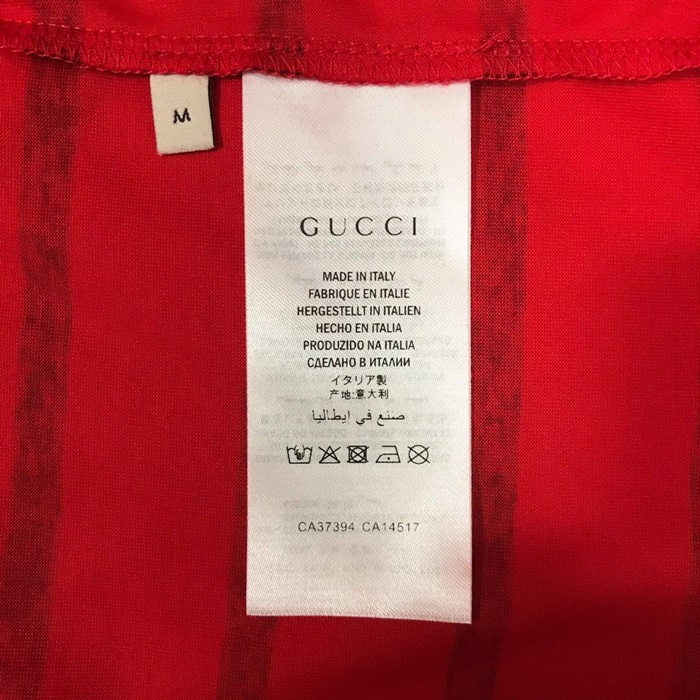 M
GUCCI
MADE IN ITALY
FABRIQUE EN ITALIE
HERGESTELLT IN ITALIEN
HECHO EN ITALIA
PRODUZIDO NA ITALIA
СДЕЛАНО В ИТАЛИИ
イタリア製
产地:意大利
صنع في إيطاليا
CA37394 CA14517